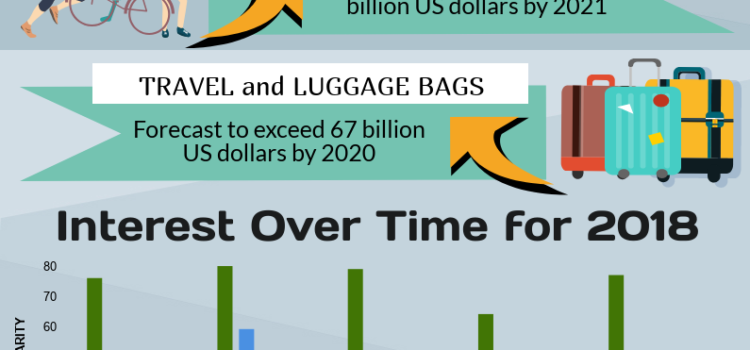 billion US dollars by 2021
TRAVEL and LUGGAGE BAGS
Forecast to exceed 67 billion
US dollars by 2020
Interest Over Time for 2018
80
70
60
ARITY